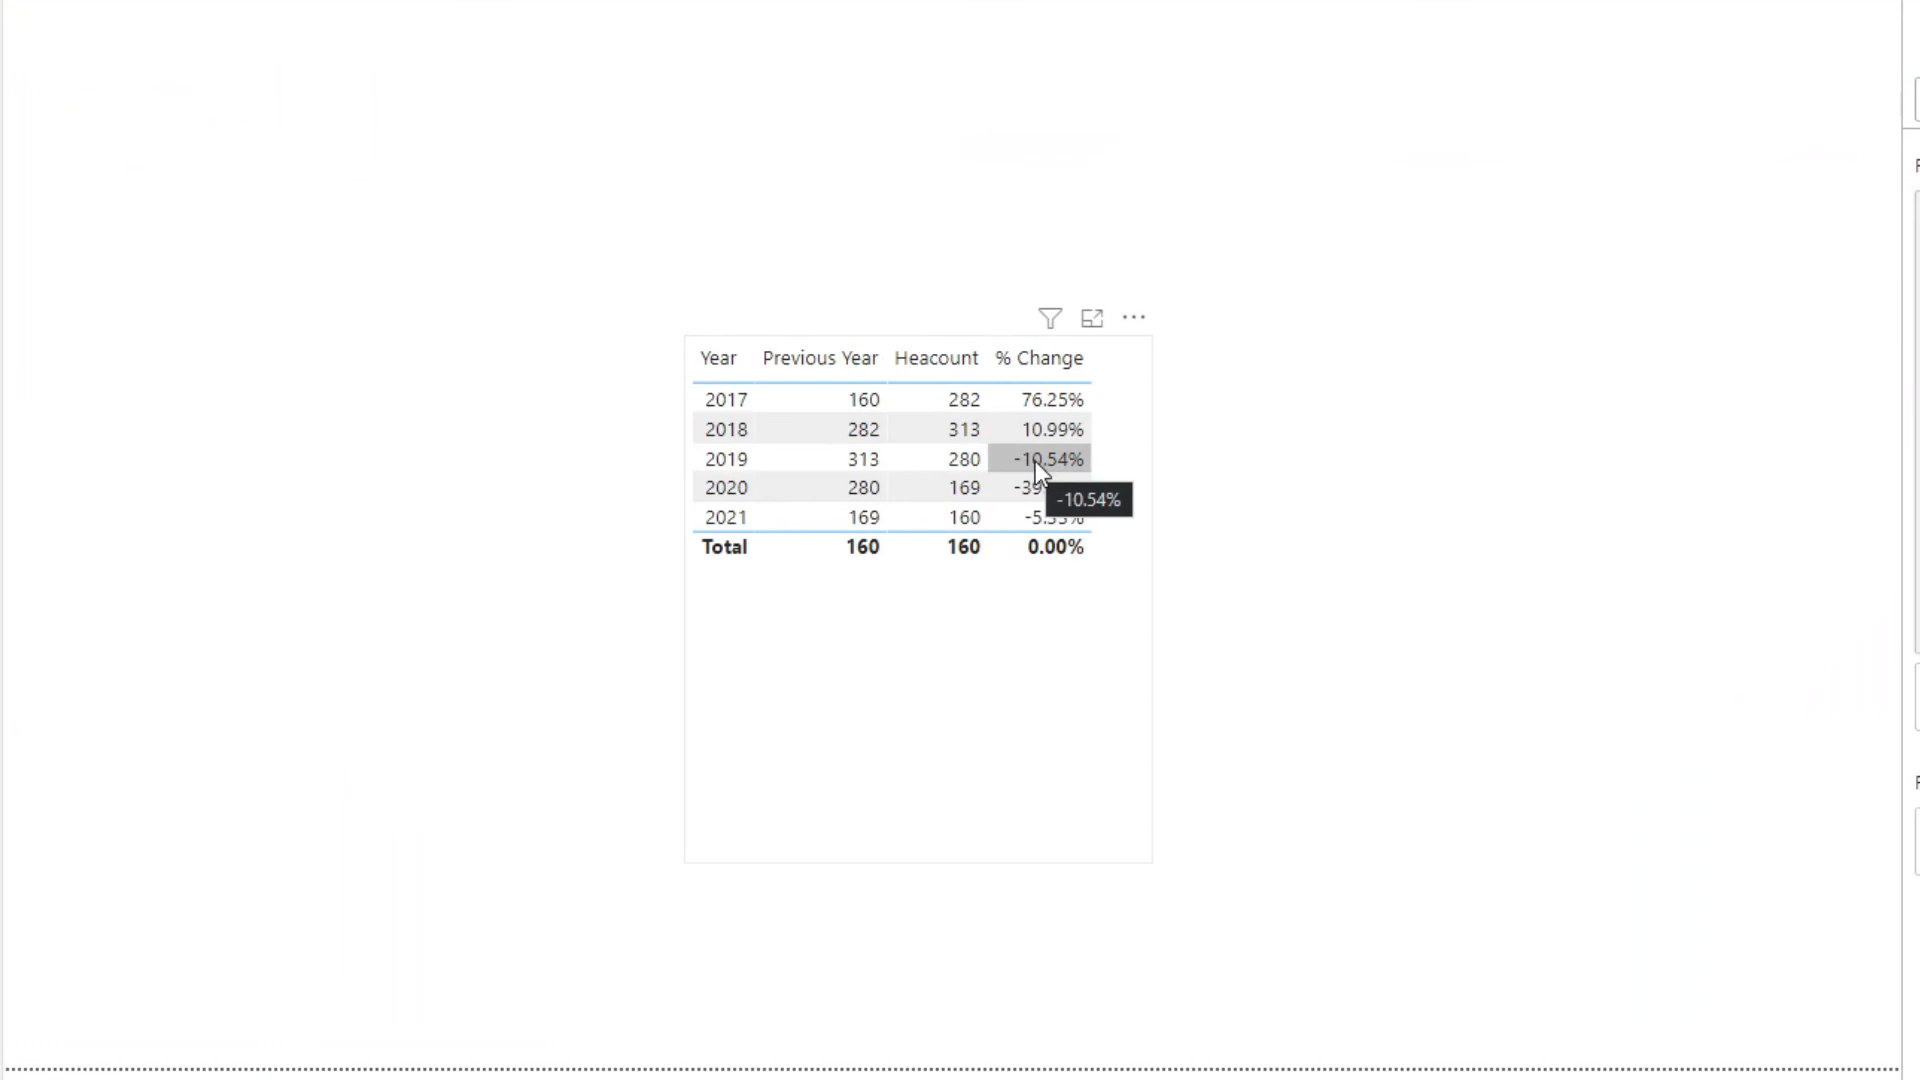 Year Previous Year Heacount % Change
2017 160 282 76.25%
2018 282 313 10.99%
2019 313 280 -10.54%
2020 280 169
-10.54%
2021 169 160
Total 160 160 0.00%